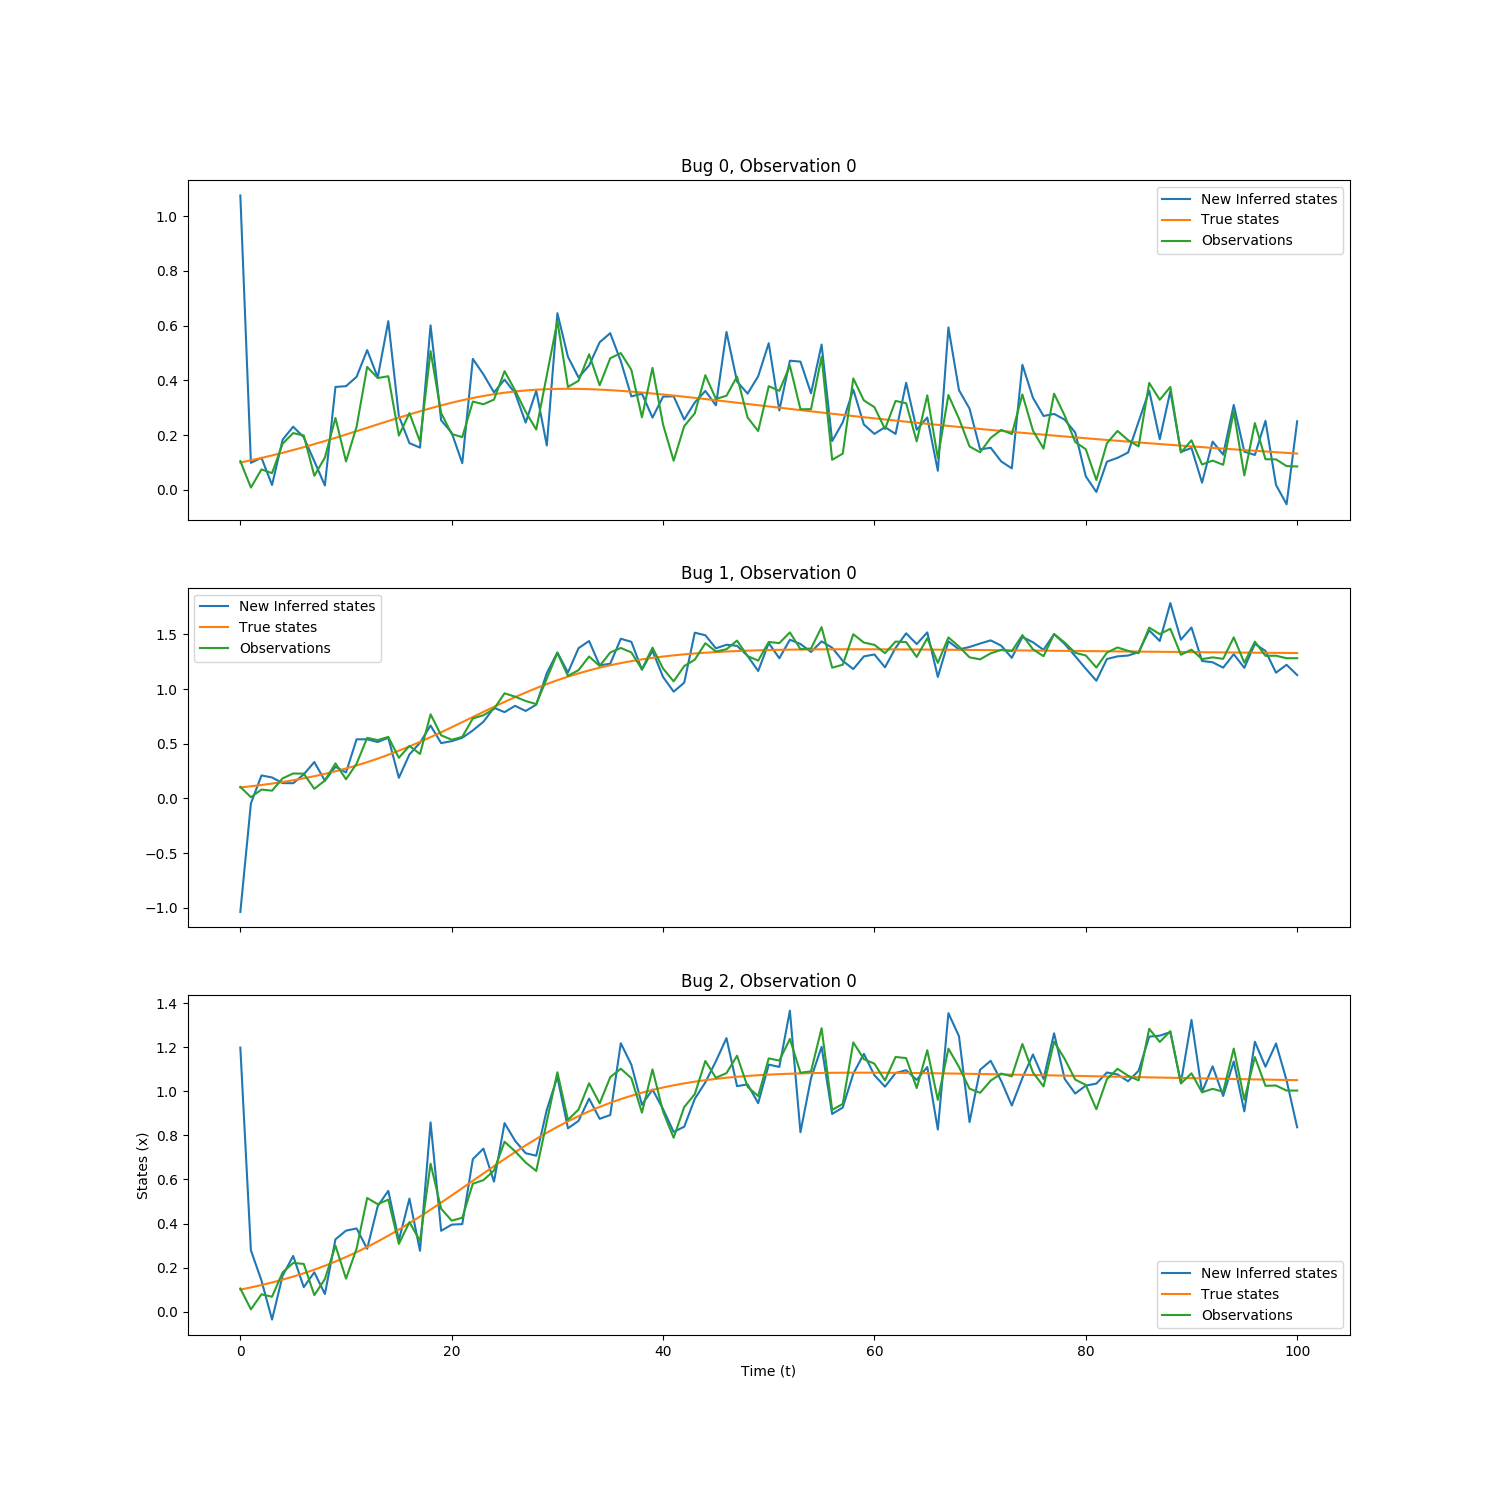 Bug 0, Observation 0
New Inferred states
True states
Observations
1.0
0.8
0.6
0.4
0.2
0.0
Bug 1, Observation 0
New Inferred states
True states
Observations
1.5
1.0
0.5
0.0
−0.5
−1.0
Bug 2, Observation 0
1.4
1.2
1.0
0.8
0.6
0.4
0.2
0.0
States (x)
New Inferred states
True states
Observations
0 20 40 60 80 100
Time (t)